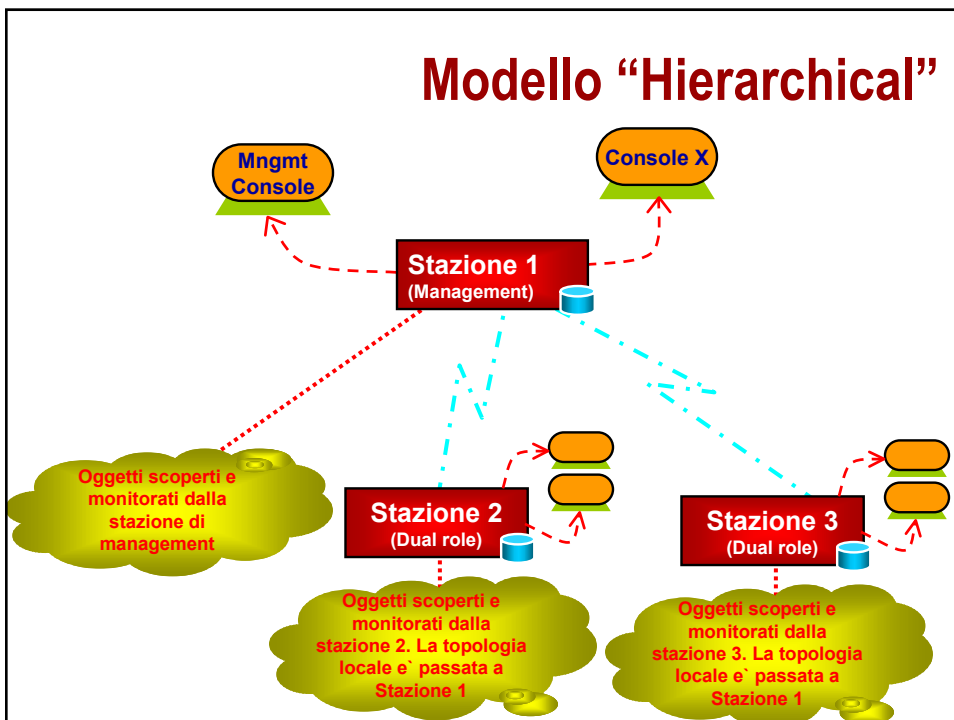 Modello “Hierarchical”
Mngmt
Console
Console X
Stazione 1
(Management)
Oggetti scoperti e
monitorati dalla
stazione di
management
Stazione 2
(Dual role)
Stazione 3
(Dual role)
Oggetti scoperti e
monitorati dalla
stazione 2. La topologia
locale e` passata a
Stazione 1
Oggetti scoperti e
monitorati dalla
stazione 3. La topologia
locale e` passata a
Stazione 1